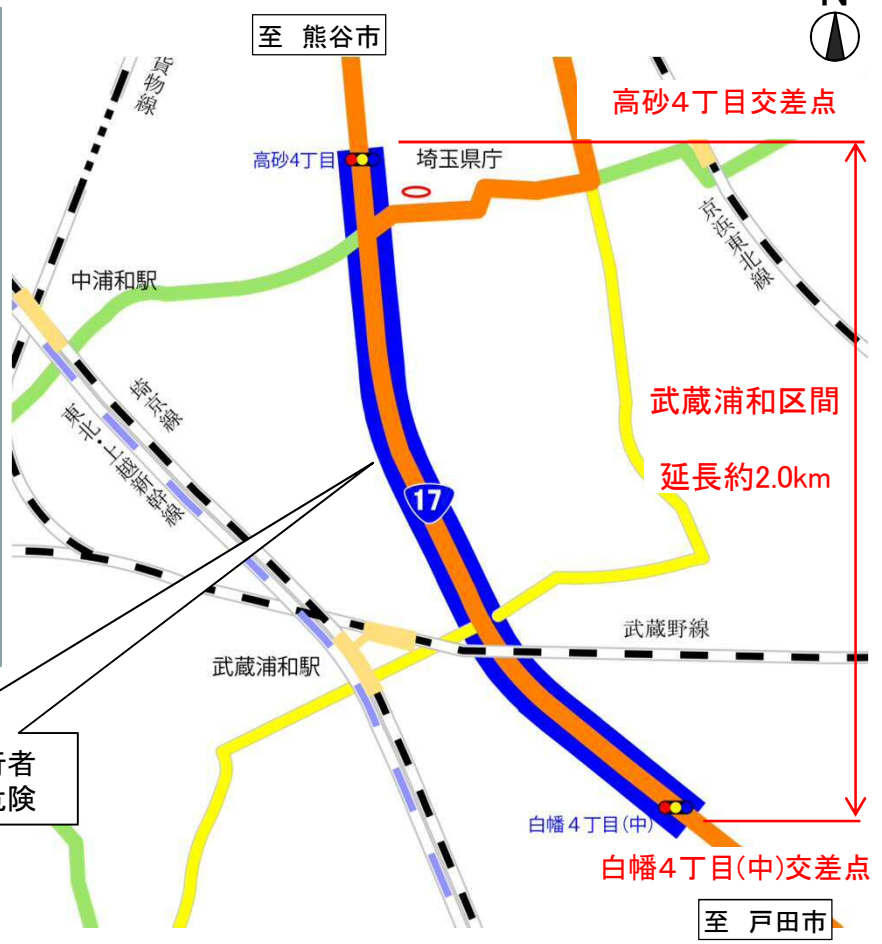 N
至 熊谷市
貨物線
高砂4丁目交差点
高砂4丁目
埼玉県庁
京浜東北線
中浦和駅
埼京線
東北・上越新幹線
武蔵浦和区間
延長約2.0km
17
武蔵野線
武蔵浦和駅
行者
危険
白幡4丁目(中)
白幡4丁目(中)交差点
至 戸田市